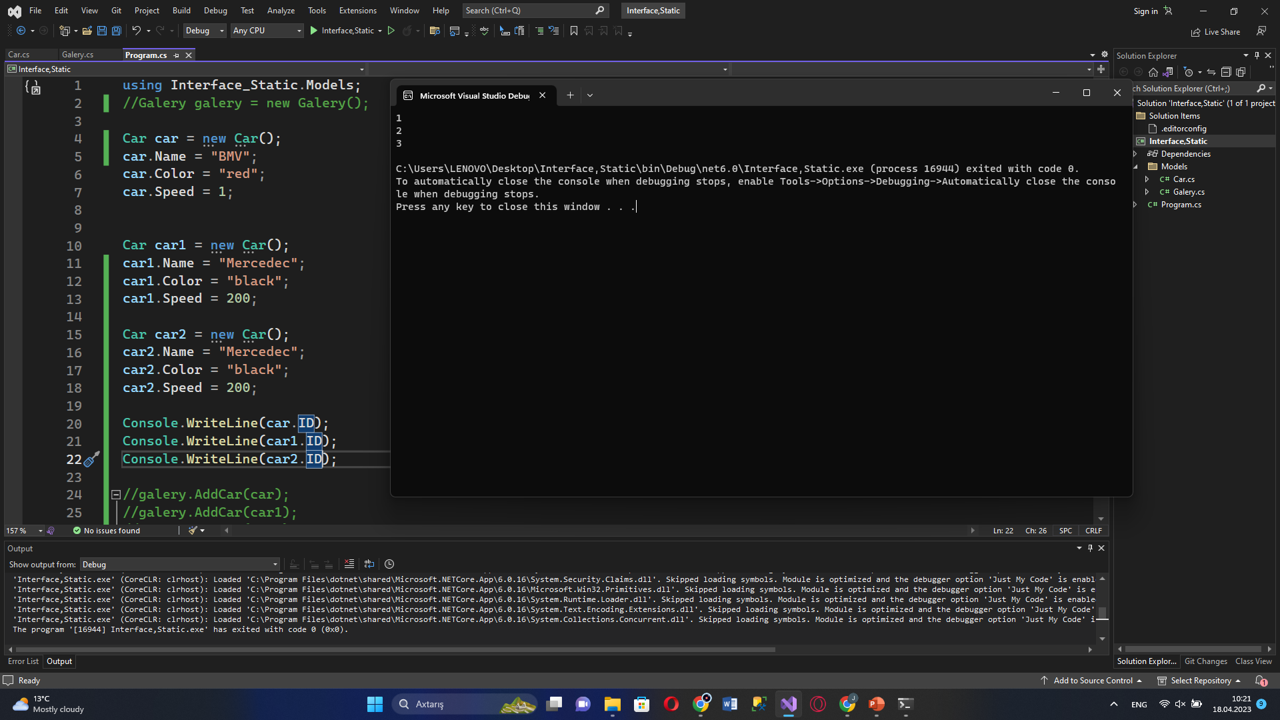 File Edit View Git Project Build Debug Test Analyze Tools Extensions Window Help Search (Ctrl+;) Interface,Static Sign in
Debug Any CPU Interface,Static Live Share
Car.cs Galery.cs Program.cs
Interface,Static
1 using Interface_Static.Models;
2 //Galery galery = new Galery();
3
4 Car car = new Car();
5 car.Name = "BMV";
6 car.Color = "red";
7 car.Speed = 1;
8
9
10 Car car1 = new Car();
11 car1.Name = "Mercedec";
12 car1.Color = "black";
13 car1.Speed = 200;
14
15 Car car2 = new Car();
16 car2.Name = "Mercedec";
17 car2.Color = "black";
18 car2.Speed = 200;
19
20 Console.WriteLine(car.ID);
21 Console.WriteLine(car1.ID);
22 Console.WriteLine(car2.ID);
23
24 //galery.AddCar(car);
25 //galery.AddCar(car1);
157 % No issues found Ln: 22 Ch: 26 SPC CRLF
Microsoft Visual Studio Debu
1
2
3
C:\Users\LENOVO\Desktop\Interface,Static\bin\Debug\net6.0\Interface,Static.exe (process 16944) exited with code 0.
To automatically close the console when debugging stops, enable Tools->Options->Debugging->Automatically close the conso
le when debugging stops.
Press any key to close this window . . .
Solution Explorer
ch Solution Explorer (Ctrl+;)
Solution 'Interface,Static' (1 of 1 project
Solution Items
.editorconfig
Interface,Static
Dependencies
Models
Car.cs
Galery.cs
Program.cs
Output
Show output from: Debug
'Interface,Static.exe' (CoreCLR: clrhost): Loaded 'C:\Program Files\dotnet\shared\Microsoft.NETCore.App\6.0.16\System.Security.Claims.dll'. Skipped loading symbols. Module is optimized and the debugger option 'Just My Code' is enabl
'Interface,Static.exe' (CoreCLR: clrhost): Loaded 'C:\Program Files\dotnet\shared\Microsoft.NETCore.App\6.0.16\Microsoft.Win32.Primitives.dll'. Skipped loading symbols. Module is optimized and the debugger option 'Just My Code' is e
'Interface,Static.exe' (CoreCLR: clrhost): Loaded 'C:\Program Files\dotnet\shared\Microsoft.NETCore.App\6.0.16\System.Runtime.Loader.dll'. Skipped loading symbols. Module is optimized and the debugger option 'Just My Code' is enable
'Interface,Static.exe' (CoreCLR: clrhost): Loaded 'C:\Program Files\dotnet\shared\Microsoft.NETCore.App\6.0.16\System.Text.Encoding.Extensions.dll'. Skipped loading symbols. Module is optimized and the debugger option 'Just My Code'
'Interface,Static.exe' (CoreCLR: clrhost): Loaded 'C:\Program Files\dotnet\shared\Microsoft.NETCore.App\6.0.16\System.Collections.Concurrent.dll'. Skipped loading symbols. Module is optimized and the debugger option 'Just My Code' i
The program '[16944] Interface,Static.exe' has exited with code 0 (0x0).
Error List Output
Solution Explor... Git Changes Class View
Ready Add to Source Control Select Repository 1
13°C
Mostly cloudy
Axtarış
ENG 10:21
18.04.2023 9